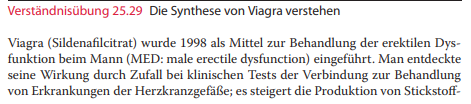 Verständnisübung 25.29 Die Synthese von Viagra verstehen
Viagra (Sildenafilcitrat) wurde 1998 als Mittel zur Behandlung der erektilen Dys-
funktion beim Mann (MED: male erectile dysfunction) eingeführt. Man entdeckte
seine Wirkung durch Zufall bei klinischen Tests der Verbindung zur Behandlung
von Erkrankungen der Herzkranzgefäße; es steigert die Produktion von Stickstoff-